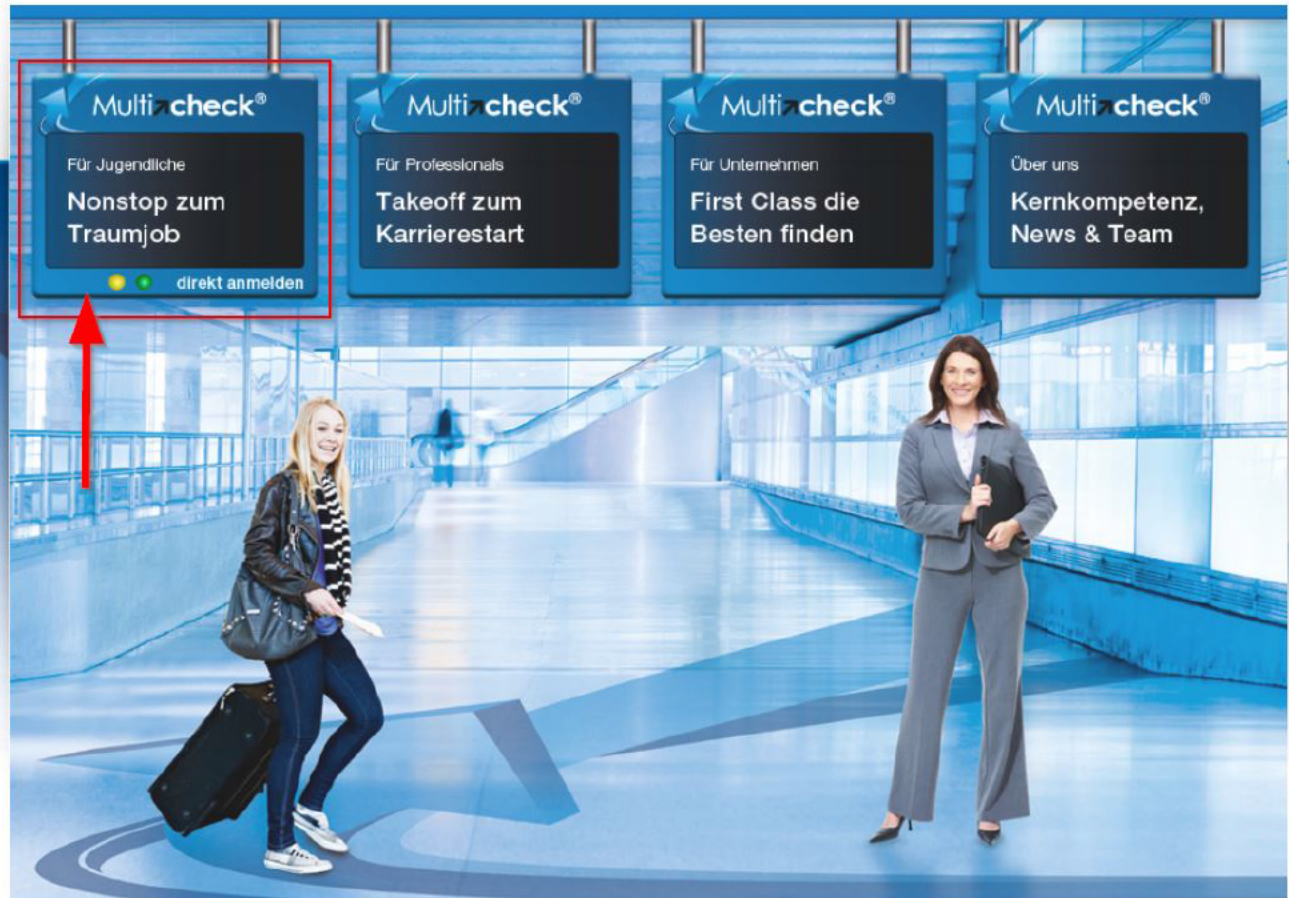 Multicheck®
Für Jugendliche
Nonstop zum
Traumjob
direkt anmelden
Multicheck®
Für Professionals
Takeoff zum
Karrierestart
Multicheck®
Für Unternehmen
First Class die
Besten finden
Multicheck®
Über uns
Kernkompetenz,
News & Team